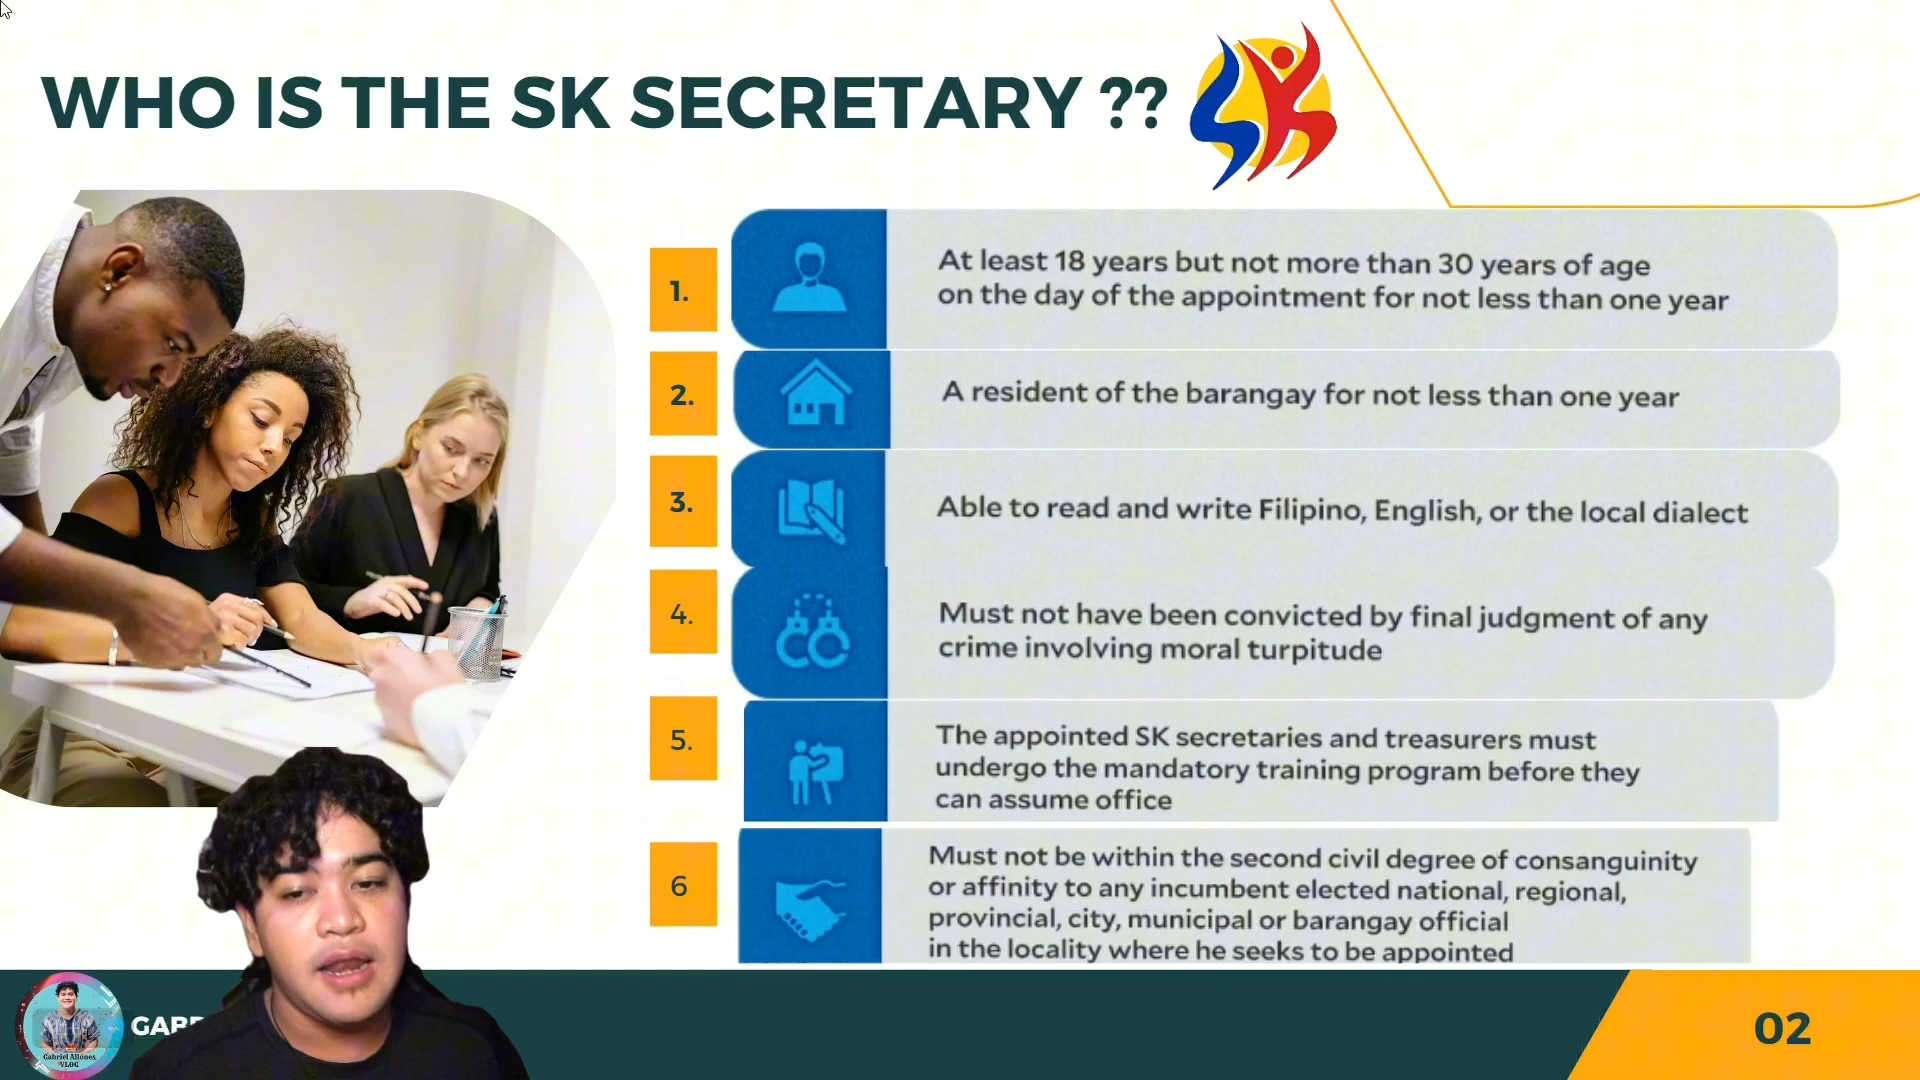 WHO IS THE SK SECRETARY ??
SK
1.
At least 18 years but not more than 30 years of age
on the day of the appointment for not less than one year
2.
A resident of the barangay for not less than one year
3.
Able to read and write Filipino, English, or the local dialect
4.
Must not have been convicted by final judgment of any
crime involving moral turpitude
5.
The appointed SK secretaries and treasurers must
undergo the mandatory training program before they
can assume office
6
Must not be within the second civil degree of consanguinity
or affinity to any incumbent elected national, regional,
provincial, city, municipal or barangay official
in the locality where he seeks to be appointed
Gabriel Allones
VLOG
02